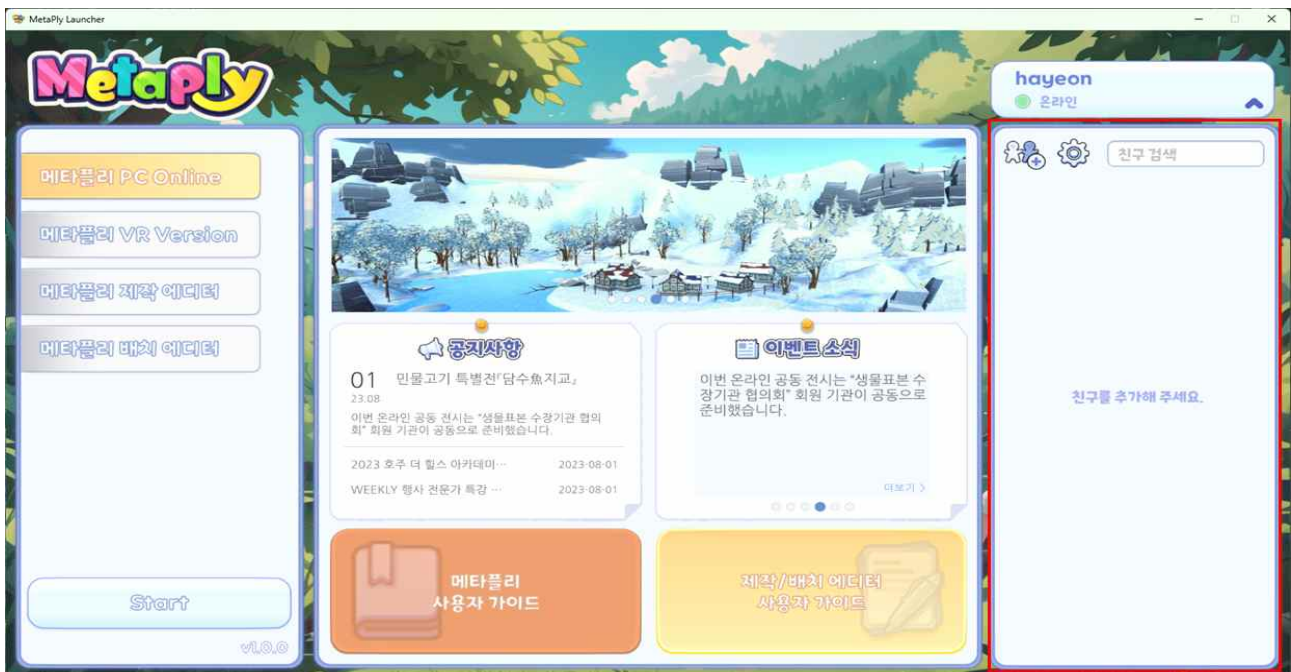 MetaPly Launcher
Metaply
hayeon
온라인
메타플리 PC Online
메타플리 VR Version
메타플리 제작 에디터
메타플리 배치 에디터
Start
v1.0.0
공지사항
01 민물고기 특별전『담수魚지교』
23.08
이번 온라인 공동 전시는 "생물표본 수장기관 협의
회" 회원 기관이 공동으로 준비했습니다.
2023 호주 더 힐스 아카데미… 2023-08-01
WEEKLY 행사 전문가 특강 … 2023-08-01
이벤트 소식
이번 온라인 공동 전시는 "생물표본 수
장기관 협의회" 회원 기관이 공동으로
준비했습니다.
더보기 >
메타플리
사용자 가이드
제작/배치 에디터
사용자 가이드
친구 검색
친구를 추가해 주세요.